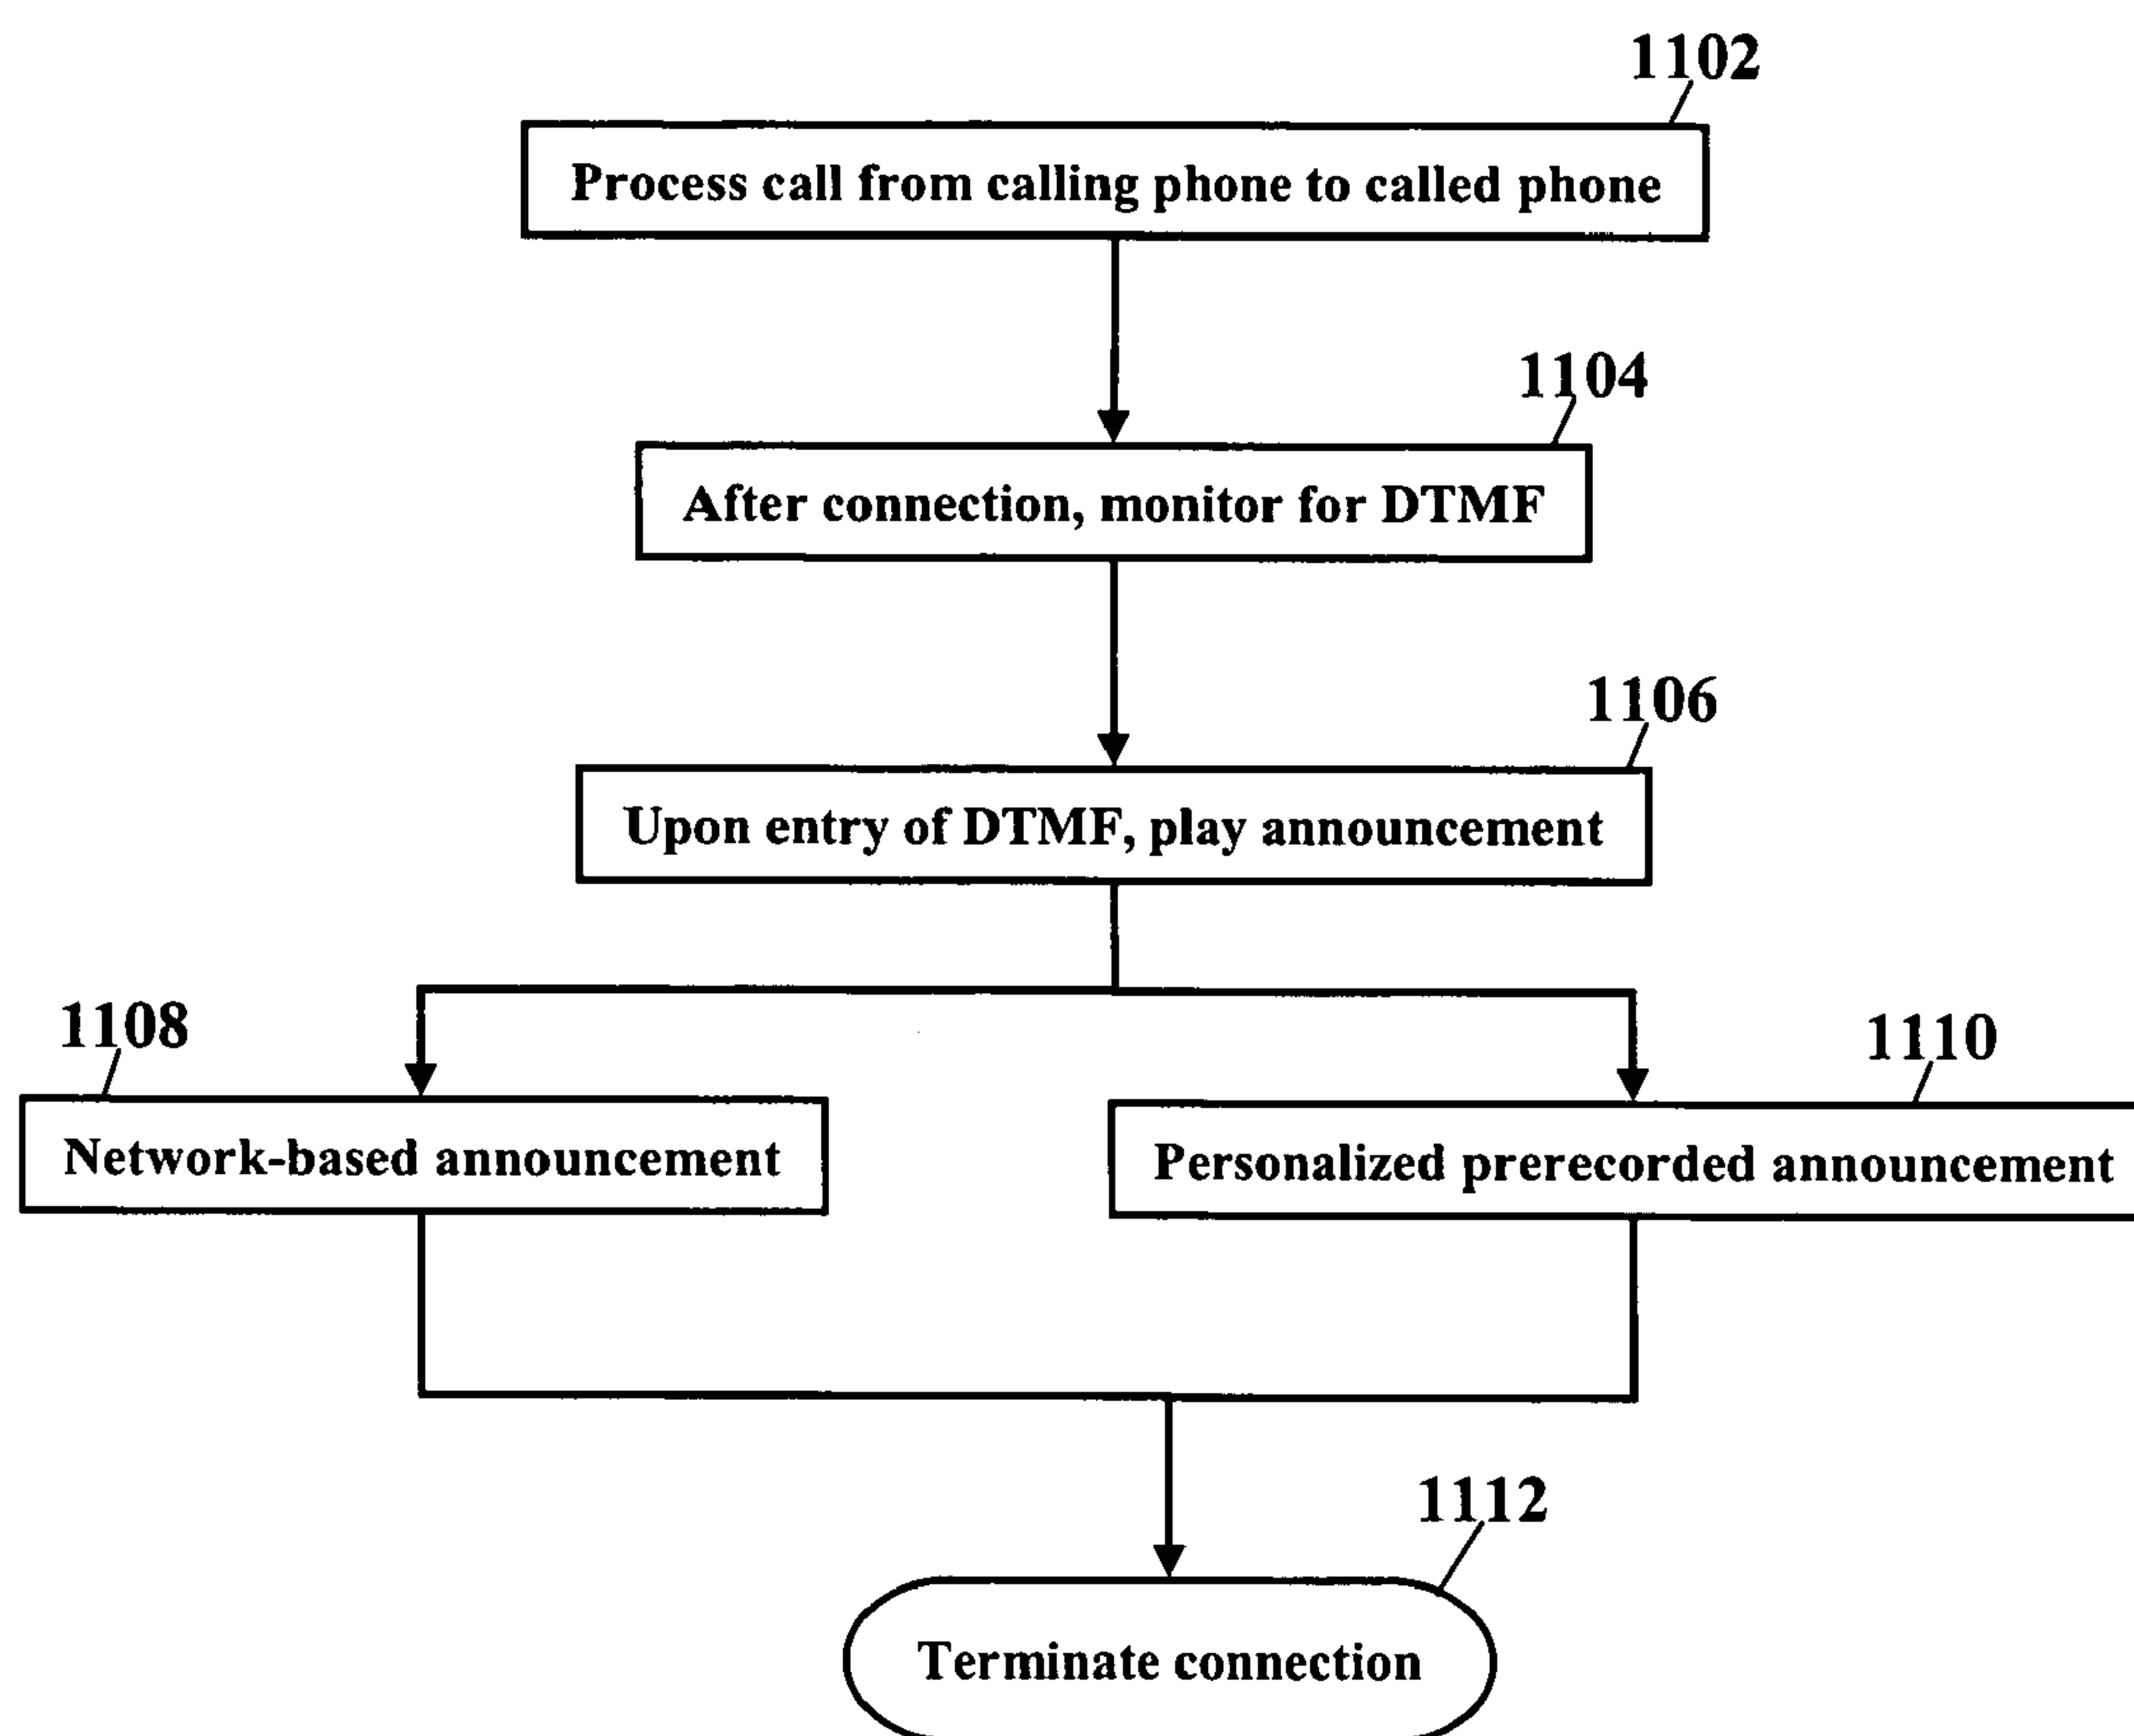 1102
Process call from calling phone to called phone
1104
After connection, monitor for DTMF
1106
Upon entry of DTMF, play announcement
1108
Network-based announcement
1110
Personalized prerecorded announcement
1112
Terminate connection